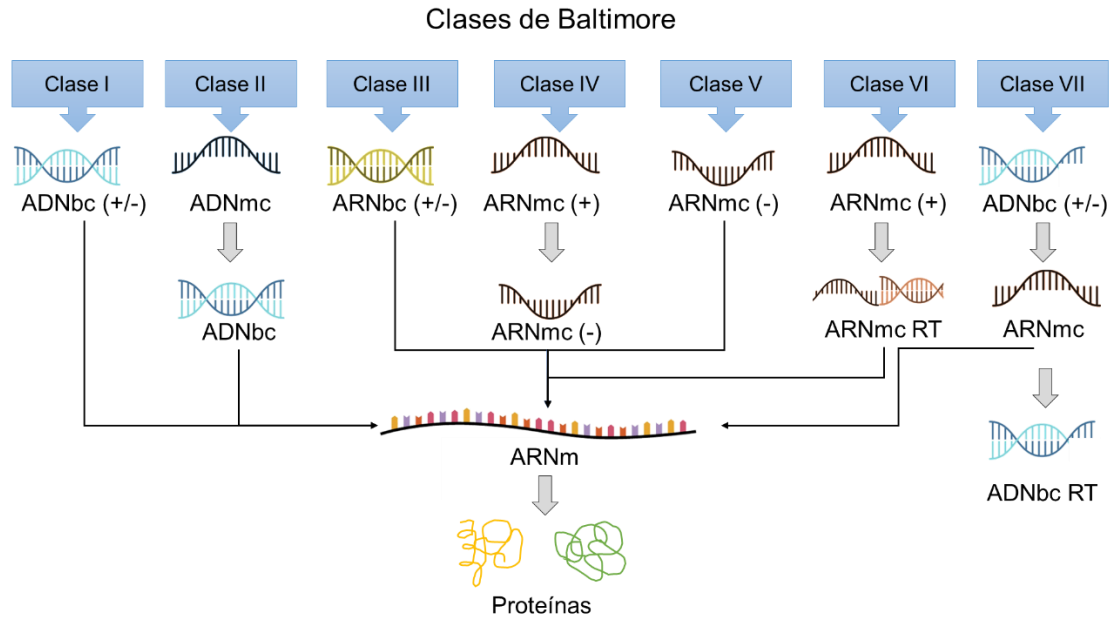 Clases de Baltimore
Clase I
Clase II
Clase III
Clase IV
Clase V
Clase VI
Clase VII
ADNbc (+/-)
ADNmc
ARNbc (+/-)
ARNmc (+)
ARNmc (-)
ARNmc (+)
ADNbc (+/-)
ADNbc
ARNmc (-)
ARNmc RT
ARNmc
ARNm
ADNbc RT
Proteínas